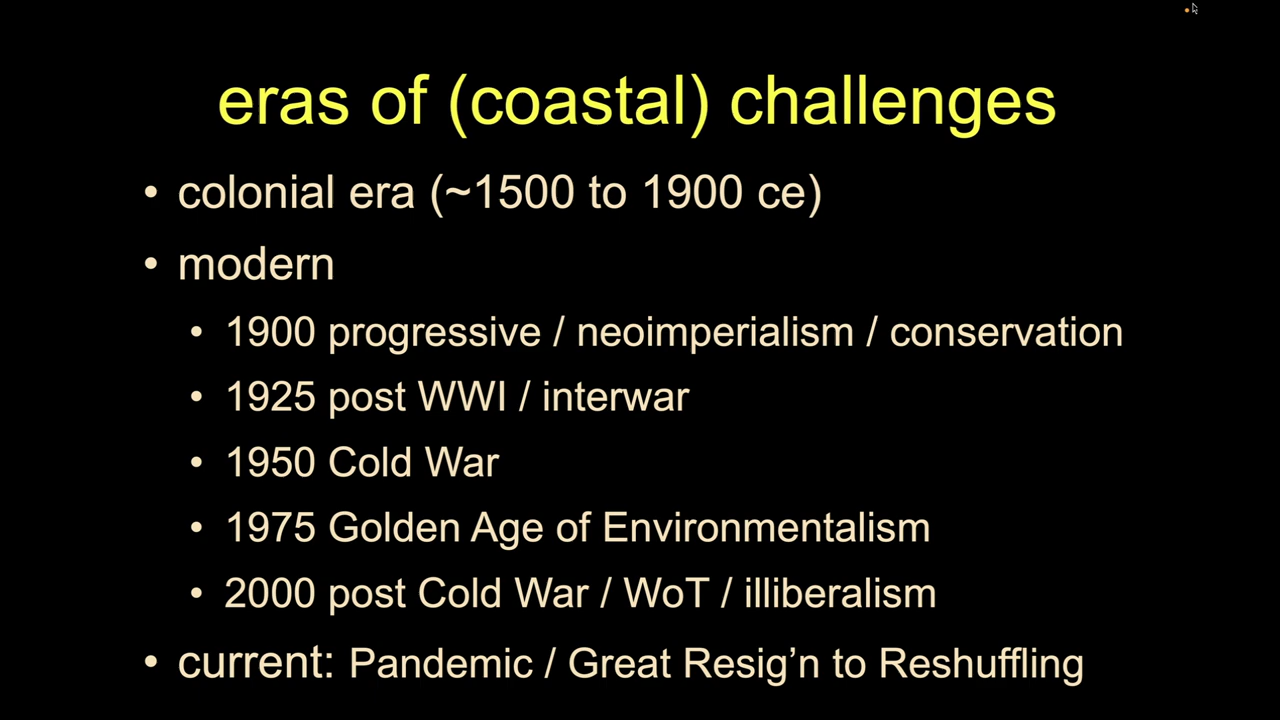 eras of (coastal) challenges
• colonial era (~1500 to 1900 ce)
• modern
• 1900 progressive / neoimperialism / conservation
• 1925 post WWI / interwar
• 1950 Cold War
• 1975 Golden Age of Environmentalism
• 2000 post Cold War / WoT / illiberalism
• current: Pandemic / Great Resig’n to Reshuffling